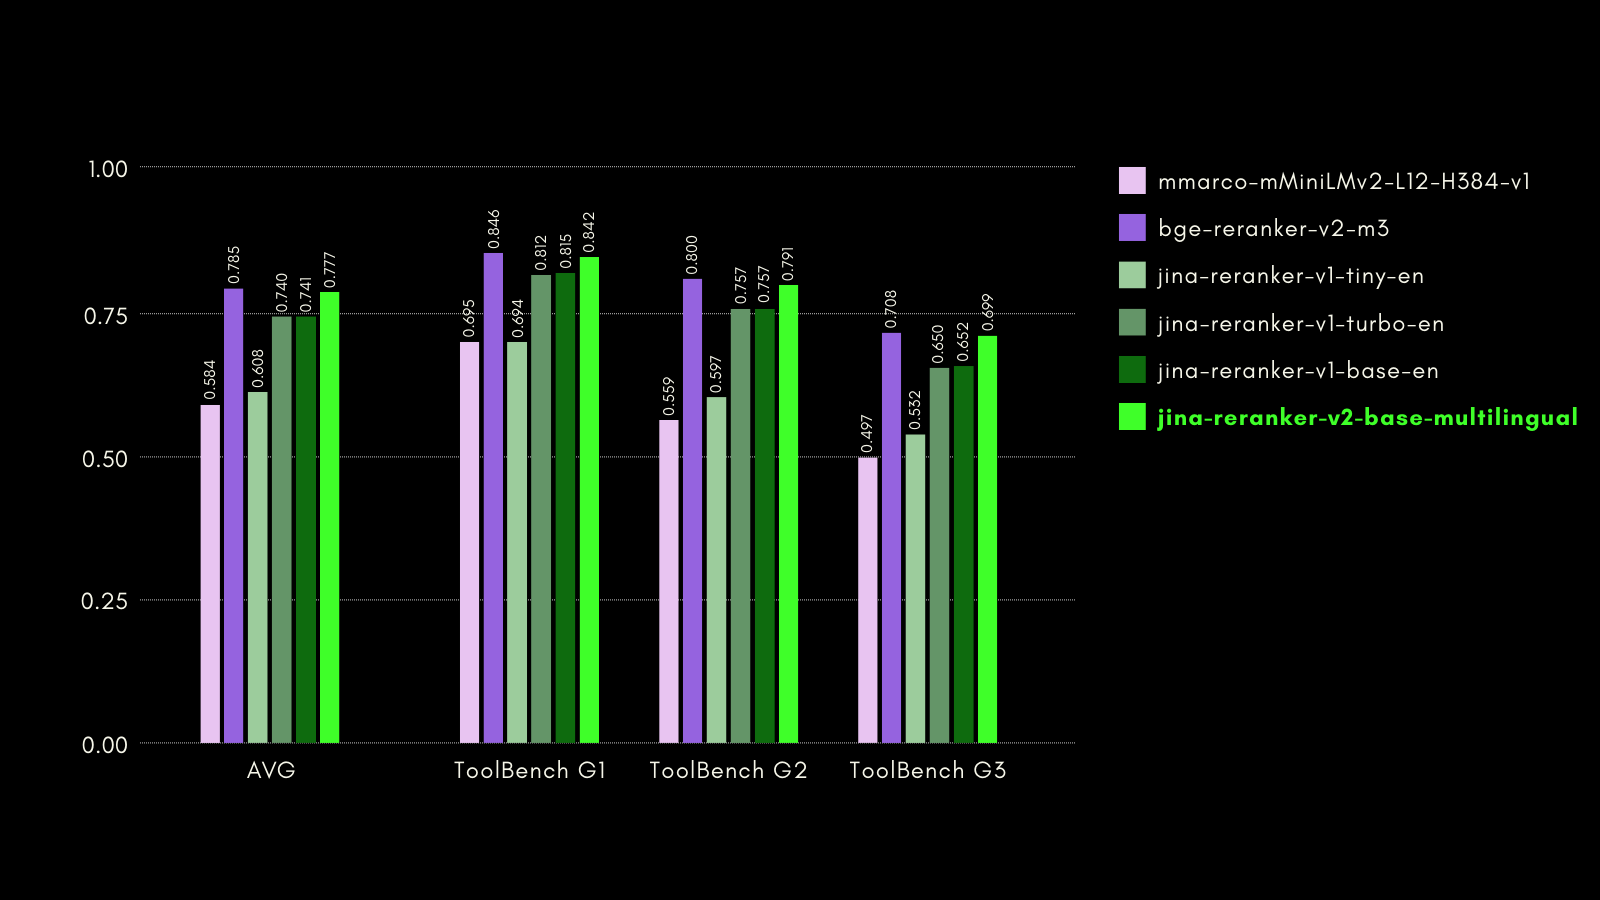 1.00
0.75
0.50
0.25
0.00
0.584
0.785
0.608
0.740
0.741
0.777
0.695
0.846
0.694
0.812
0.815
0.842
0.559
0.800
0.597
0.757
0.757
0.791
0.497
0.708
0.532
0.650
0.652
0.699
AVG
ToolBench G1
ToolBench G2
ToolBench G3
mmarco-mMiniLMv2-L12-H384-v1
bge-reranker-v2-m3
jina-reranker-v1-tiny-en
jina-reranker-v1-turbo-en
jina-reranker-v1-base-en
jina-reranker-v2-base-multilingual